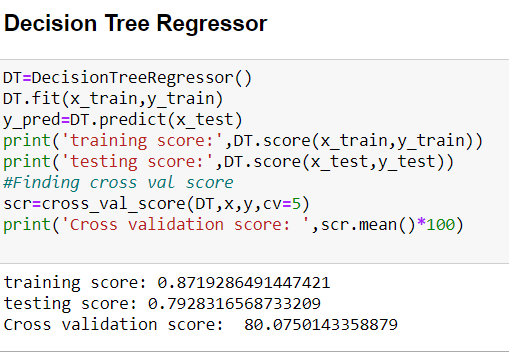 Decision Tree Regressor
DT=DecisionTreeRegressor()
DT.fit(x_train,y_train)
y_pred=DT.predict(x_test)
print('training score:',DT.score(x_train,y_train))
print('testing score:',DT.score(x_test,y_test))
#Finding cross val score
scr=cross_val_score(DT,x,y,cv=5)
print('Cross validation score: ',scr.mean()*100)
training score: 0.8719286491447421
testing score: 0.7928316568733209
Cross validation score:  80.0750143358879